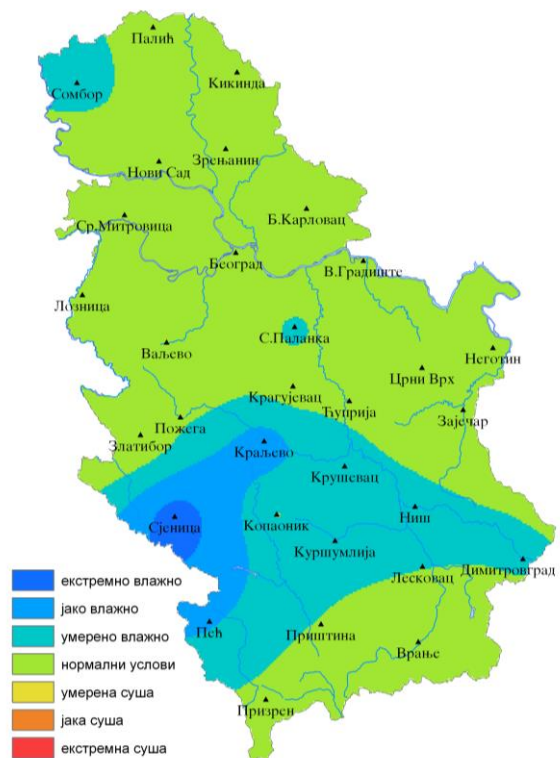 Палић
Кикинда
Сомбор
Зрењанин
Нови Сад
Б.Карловац
Ср.Митровица
Београд
В.Градиште
Лозница
С.Паланка
Ваљево
Неготин
Црни Врх
Крагујевац
Ћуприја
Зајечар
Пожега
Златибор
Краљево
Крушевац
Сјеница
Копаоник
Ниш
Куршумлија
Димитровград
Лесковац
Пећ
Приштина
Врање
Призрен
екстремно влажно
јако влажно
умерено влажно
нормални услови
умерена суша
јака суша
екстремна суша